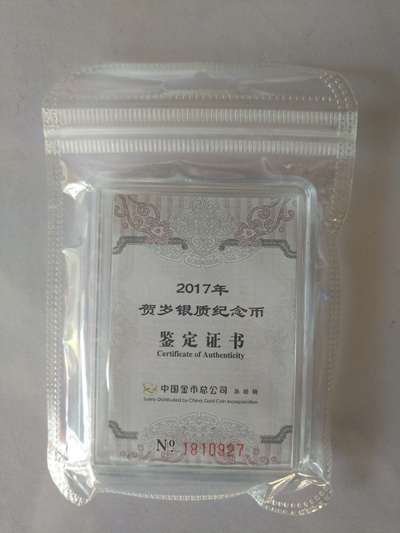 2017年
贺岁银质纪念币
鉴定证书
Certificate of Authenticity
中国金币总公司 总经销
Solely Distributed by China Gold Coin Incorporation
Nº 1810927